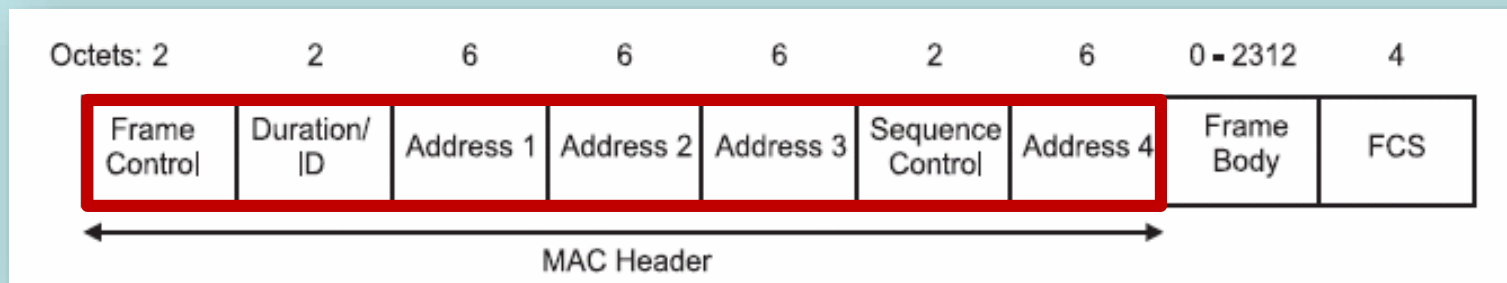 Octets: 2 2 6 6 6 2 6 0 - 2312 4
Frame Control Duration/ ID Address 1 Address 2 Address 3 Sequence Control Address 4 Frame Body FCS
MAC Header